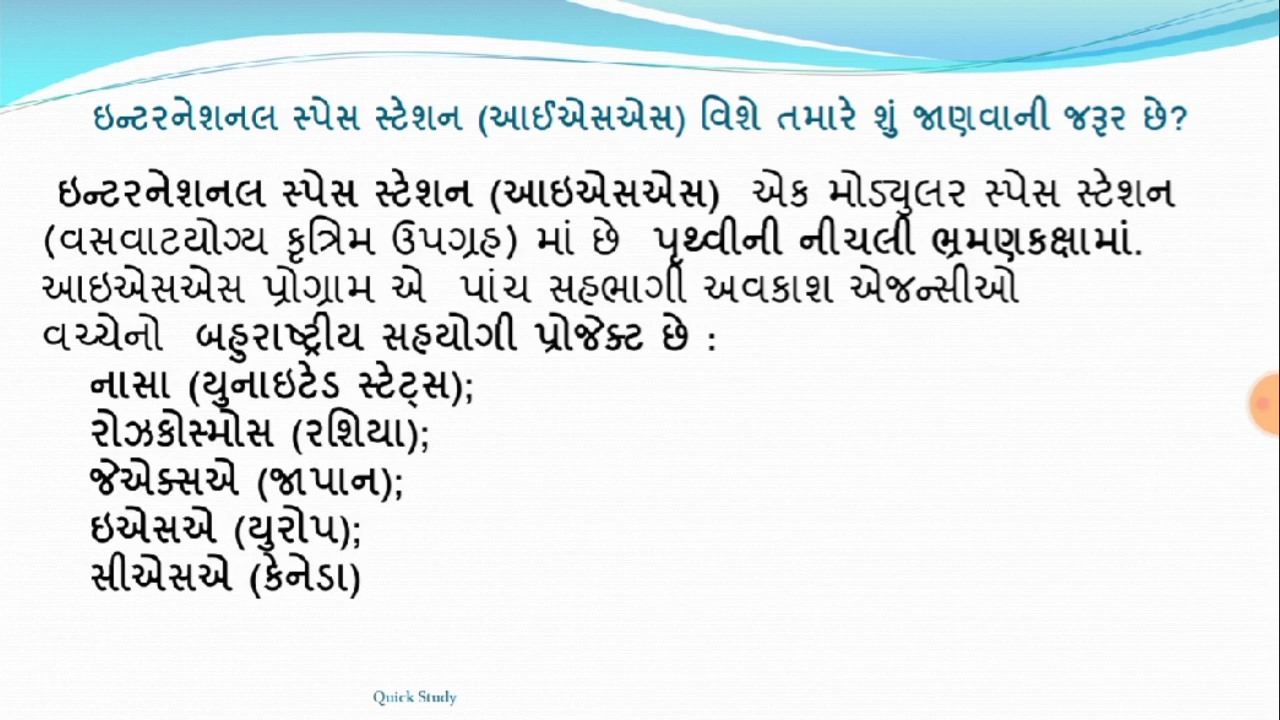 ઇન્ટરનેશનલ સ્પેસ સ્ટેશન (આઈએસએસ) વિશે તમારે શું જાણવાની જરૂર છે?
ઇન્ટરનેશનલ સ્પેસ સ્ટેશન (આઇએસએસ) એક મોડ્યુલર સ્પેસ સ્ટેશન
(વસવાટયોગ્ય કૃત્રિમ ઉપગ્રહ) માં છે પૃથ્વીની નીચલી ભ્રમણકક્ષામાં.
આઇએસએસ પ્રોગ્રામ એ પાંચ સહભાગી અવકાશ એજન્સીઓ
વચ્ચેનો બહુરાષ્ટ્રીય સહયોગી પ્રોજેક્ટ છે :
નાસા (યુનાઇટેડ સ્ટેટ્સ);
રોઝકોસ્મોસ (રશિયા);
જેએક્સએ (જાપાન);
ઇએસએ (યુરોપ);
સીએસએ (કેનેડા)
Quick Study